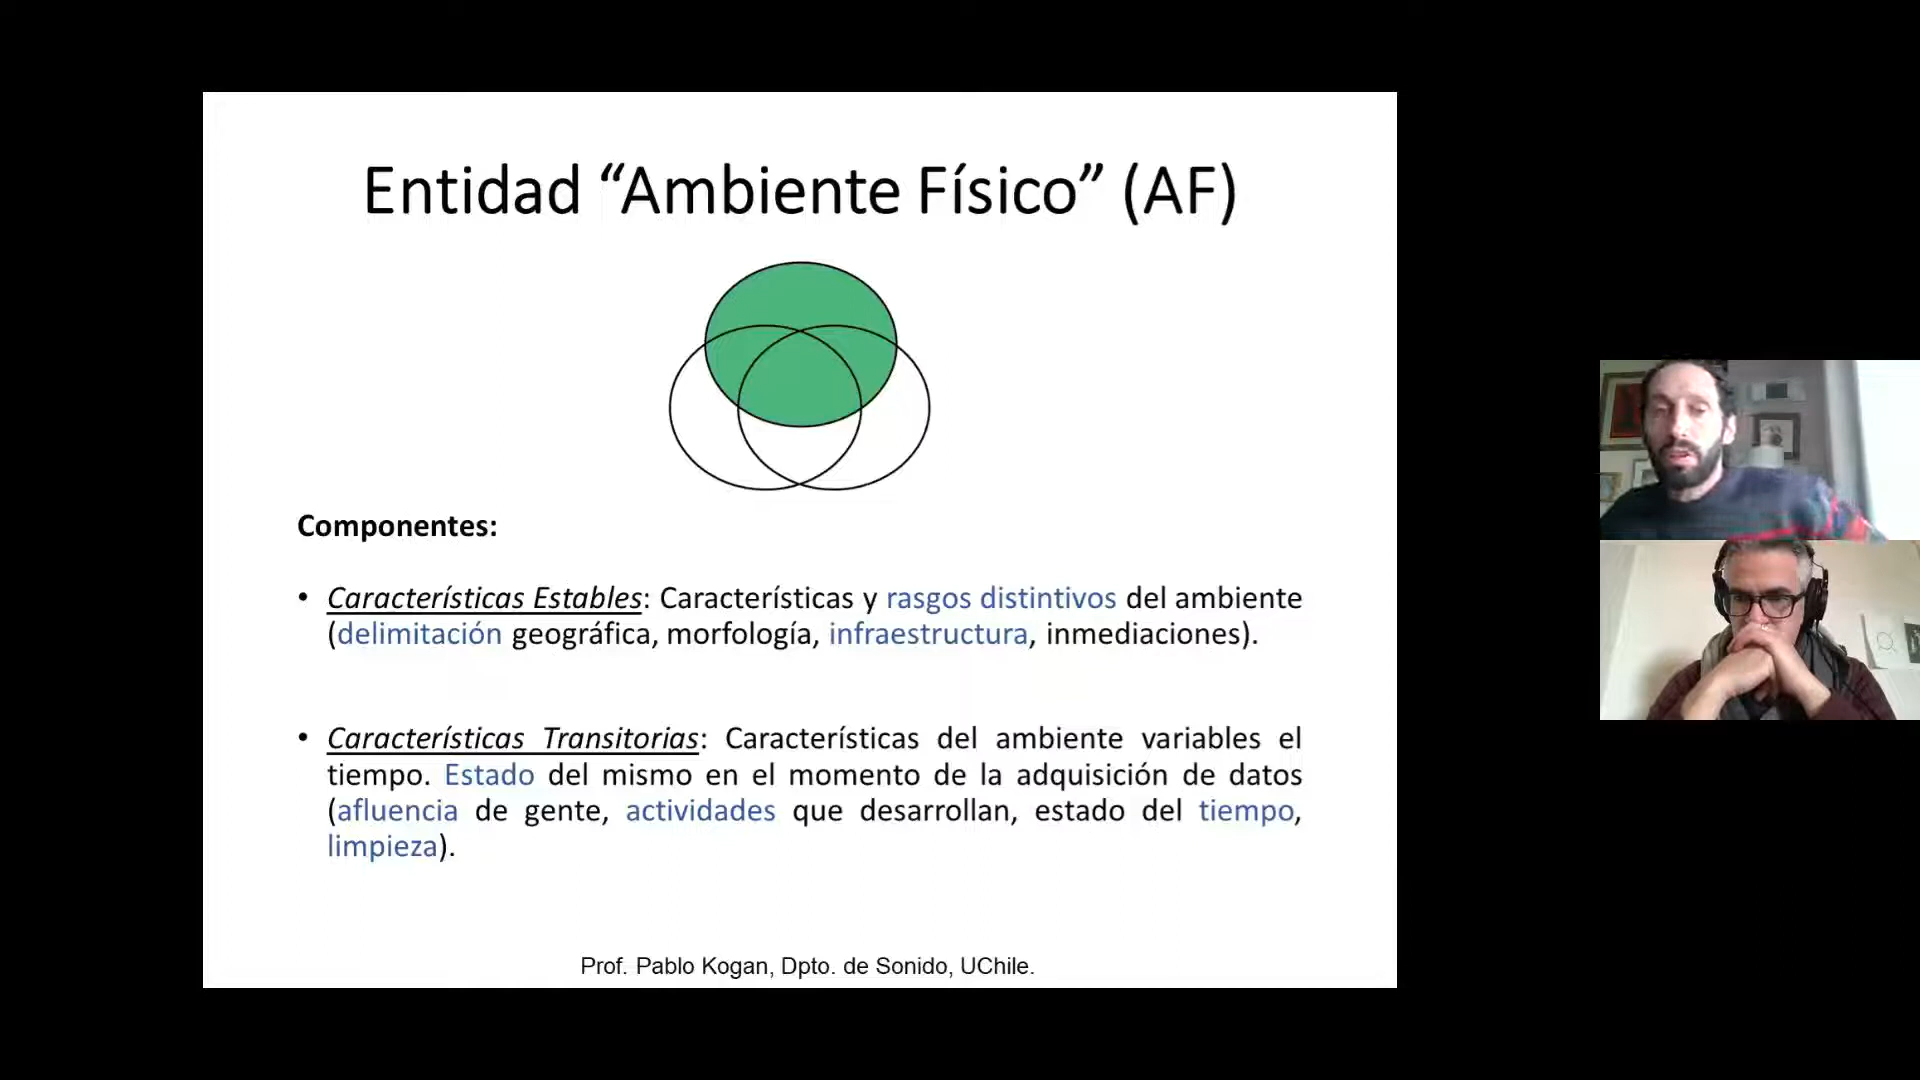 Entidad “Ambiente Físico” (AF)
Componentes:
• Características Estables: Características y rasgos distintivos del ambiente
(delimitación geográfica, morfología, infraestructura, inmediaciones).
• Características Transitorias: Características del ambiente variables el
tiempo. Estado del mismo en el momento de la adquisición de datos
(afluencia de gente, actividades que desarrollan, estado del tiempo,
limpieza).
Prof. Pablo Kogan, Dpto. de Sonido, UChile.